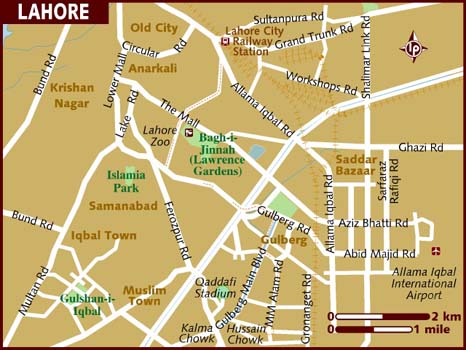 LAHORE
Sultanpura Rd
Old City
Lahore City
Railway
Station
Grand Trunk Rd
Circular Rd
Anarkali
Bund Rd
Lower Mall
Shalimar Link Rd
lp
Workshops Rd
Krishan
Nagar
Allama Iqbal Rd
The Mall
Lake Rd
Lahore
Zoo
Bagh-i-
Jinnah
(Lawrence
Gardens)
Ghazi Rd
Saddar
Bazaar
Sarfaraz
Rafiqi Rd
Islamia
Park
Samanabad
Allama Iqbal Rd
Bund Rd
Iqbal Town
Ferozpur Rd
Gulberg Rd
Gulberg
Aziz Bhatti Rd
Abid Majid Rd
Multan Rd
Gulshan-i-
Iqbal
Muslim
Town
Qaddafi
Stadium
Gulberg Main Blvd
MM Alam Rd
Gronanget Rd
Allama Iqbal
International
Airport
Kalma
Chowk
Hussain
Chowk
0 2 km
0 1 mile